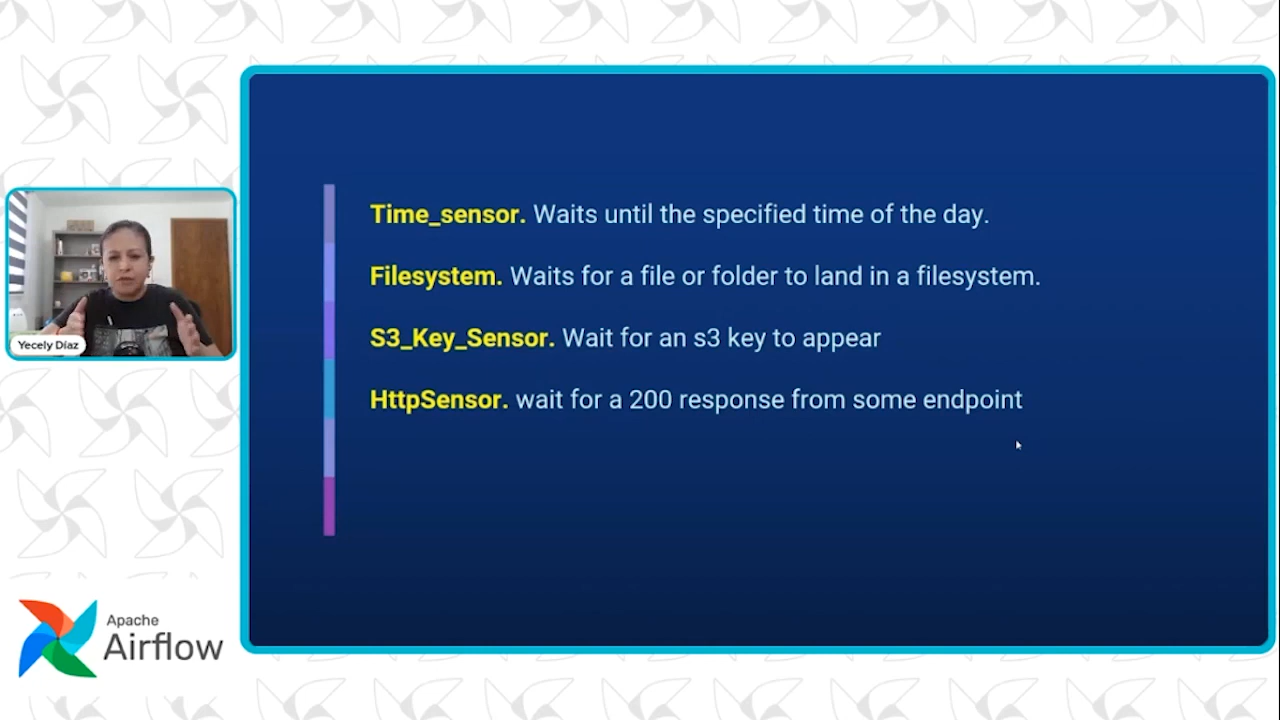 Time_sensor. Waits until the specified time of the day.
Filesystem. Waits for a file or folder to land in a filesystem.
S3_Key_Sensor. Wait for an s3 key to appear
HttpSensor. wait for a 200 response from some endpoint
Yecely Díaz
Apache
Airflow